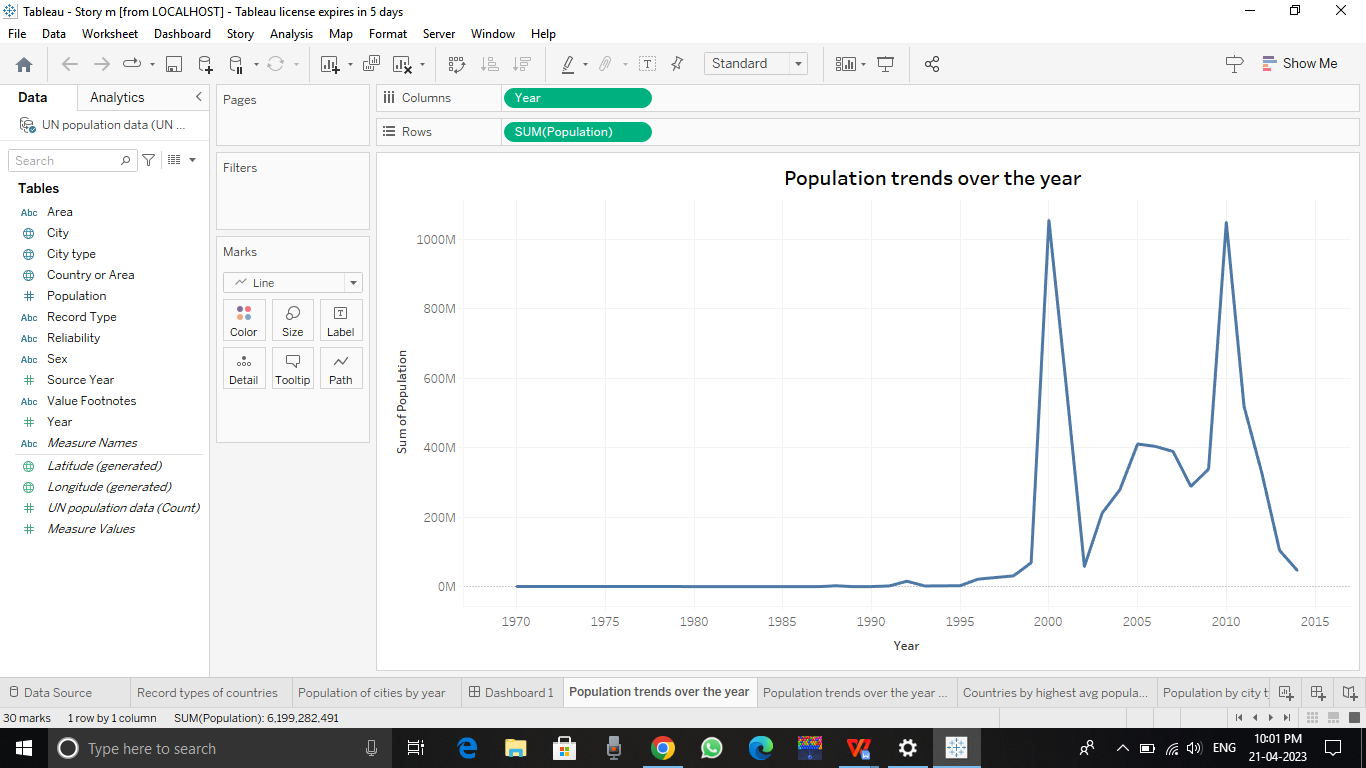 Tableau - Story m [from LOCALHOST] - Tableau license expires in 5 days
File Data Worksheet Dashboard Story Analysis Map Format Server Window Help
Standard
Show Me
Data Analytics
UN population data (UN ...
Search
Tables
Abc Area
City
City type
Country or Area
# Population
Abc Record Type
Abc Reliability
Abc Sex
# Source Year
Abc Value Footnotes
# Year
Abc Measure Names
Latitude (generated)
Longitude (generated)
# UN population data (Count)
# Measure Values
Pages
Filters
Marks
Line
Color Size Label
Detail Tooltip Path
Columns Year
Rows SUM(Population)
Population trends over the year
Sum of Population
1000M
800M
600M
400M
200M
0M
1970 1975 1980 1985 1990 1995 2000 2005 2010 2015
Year
Data Source Record types of countries Population of cities by year Dashboard 1 Population trends over the year Population trends over the year ... Countries by highest avg popula... Population by city t
30 marks 1 row by 1 column SUM(Population): 6,199,282,491
Type here to search
ENG
10:01 PM
21-04-2023